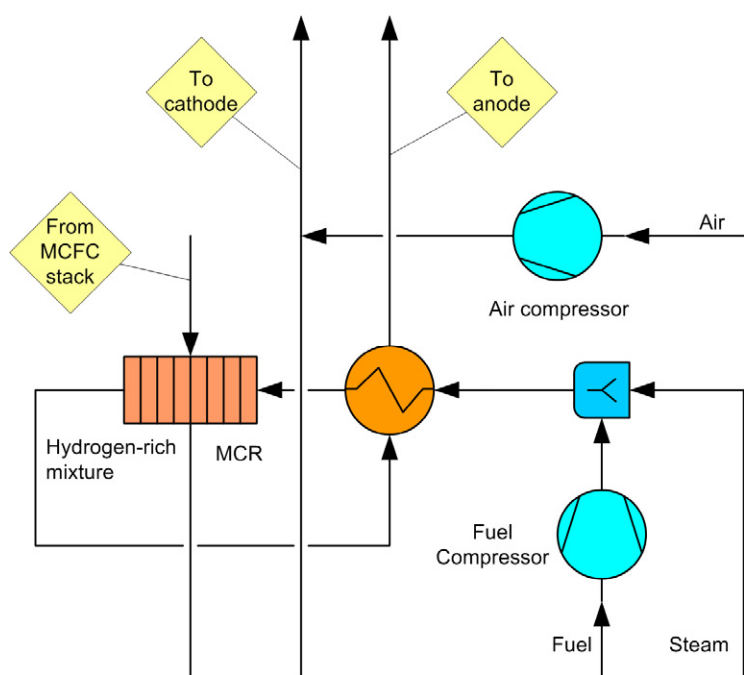 To
cathode
To
anode
From
MCFC
stack
Air
Air compressor
Hydrogen-rich
mixture
MCR
Fuel
Compressor
Fuel
Steam